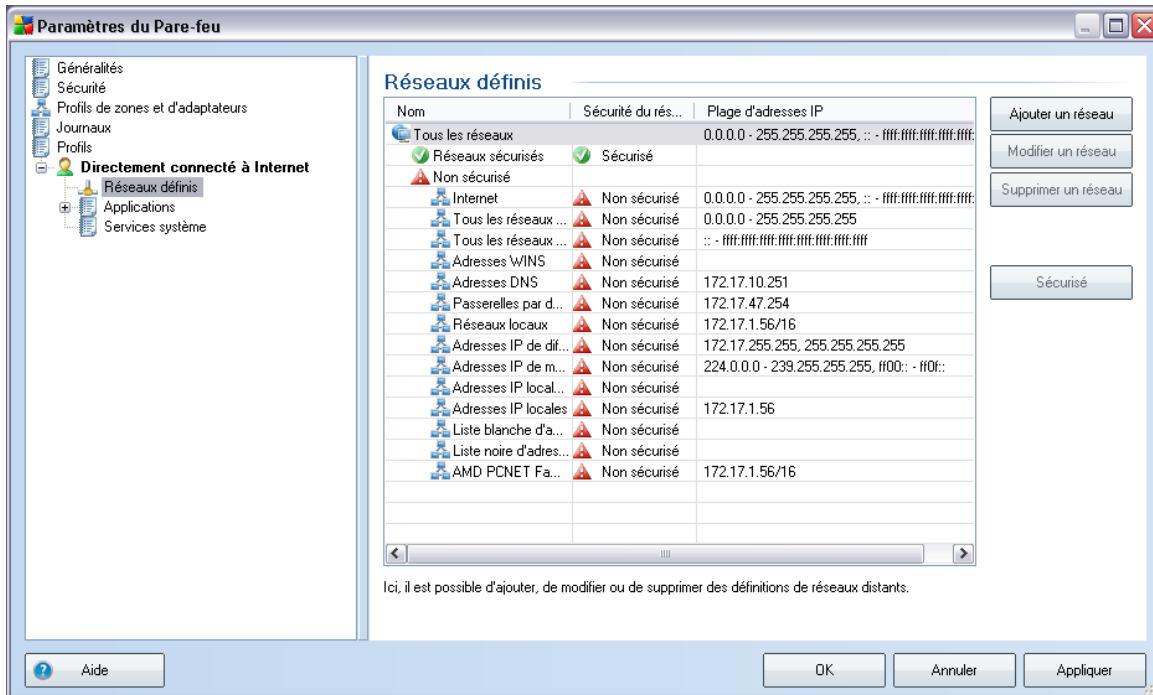 Paramètres du Pare-feu
Généralités
Sécurité
Profils de zones et d'adaptateurs
Journaux
Profils
Directement connecté à Internet
Réseaux définis
Applications
Services système
Réseaux définis
Nom Sécurité du rés... Plage d'adresses IP
Tous les réseaux 0.0.0.0 - 255.255.255.255, :: - ffff:ffff:ffff:ffff:ffff:
Réseaux sécurisés Sécurisé
Non sécurisé
Internet Non sécurisé 0.0.0.0 - 255.255.255.255, :: - ffff:ffff:ffff:ffff:ffff:
Tous les réseaux ... Non sécurisé 0.0.0.0 - 255.255.255.255
Tous les réseaux ... Non sécurisé :: - ffff:ffff:ffff:ffff:ffff:ffff:ffff:ffff
Adresses WINS Non sécurisé
Adresses DNS Non sécurisé 172.17.10.251
Passerelles par d... Non sécurisé 172.17.47.254
Réseaux locaux Non sécurisé 172.17.1.56/16
Adresses IP de dif... Non sécurisé 172.17.255.255, 255.255.255.255
Adresses IP de m... Non sécurisé 224.0.0.0 - 239.255.255.255, ff00:: - ff0f::
Adresses IP local... Non sécurisé
Adresses IP locales Non sécurisé 172.17.1.56
Liste blanche d'a... Non sécurisé
Liste noire d'adres... Non sécurisé
AMD PCNET Fa... Non sécurisé 172.17.1.56/16
Ajouter un réseau
Modifier un réseau
Supprimer un réseau
Sécurisé
Ici, il est possible d'ajouter, de modifier ou de supprimer des définitions de réseaux distants.
Aide
OK
Annuler
Appliquer